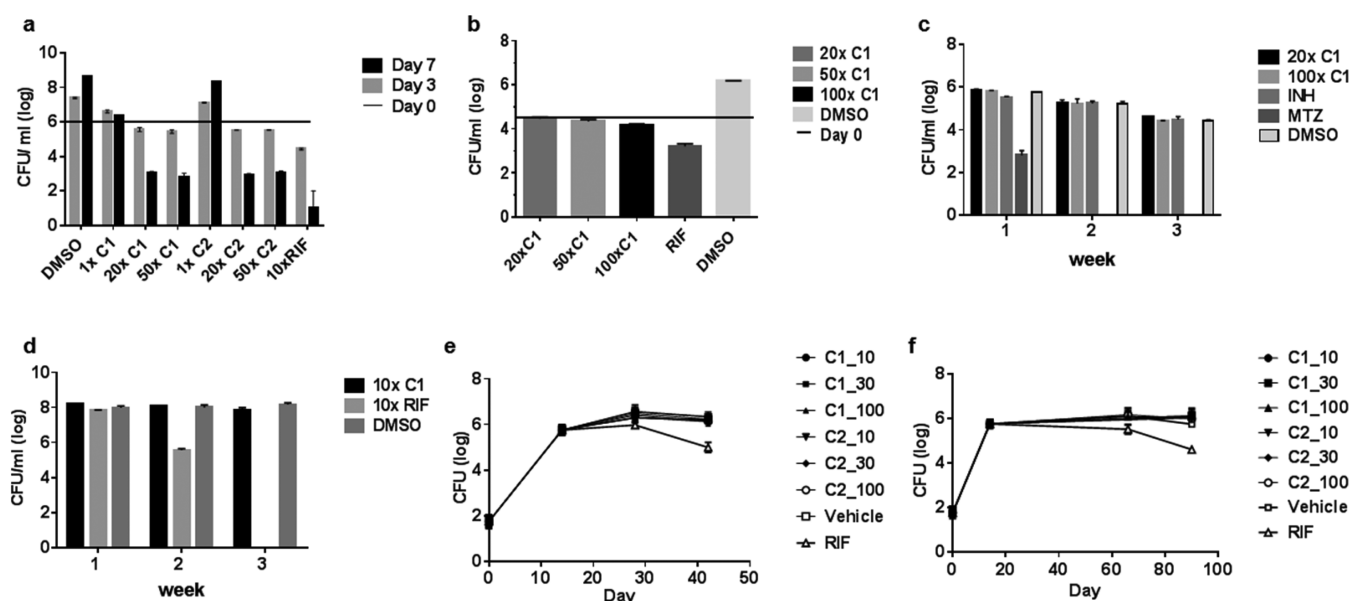 a
CFU/ ml (log)
10
8
6
4
2
0
DMSO
1x C1
20x C1
50x C1
1x C2
20x C2
50x C2
10xRIF
Day 7
Day 3
Day 0
b
CFU/ml (log)
8
6
4
2
0
20xC1
50xC1
100xC1
RIF
DMSO
20x C1
50x C1
100x C1
DMSO
Day 0
c
CFU/ml (log)
8
6
4
2
0
1
2
3
week
20x C1
100x C1
INH
MTZ
DMSO
d
CFU/ml (log)
10
8
6
4
2
0
1
2
3
week
10x C1
10x RIF
DMSO
e
CFU (log)
8
6
4
2
0
0
10
20
30
40
50
Day
C1_10
C1_30
C1_100
C2_10
C2_30
C2_100
Vehicle
RIF
f
CFU (log)
8
6
4
2
0
0
20
40
60
80
100
Day
C1_10
C1_30
C1_100
C2_10
C2_30
C2_100
Vehicle
RIF